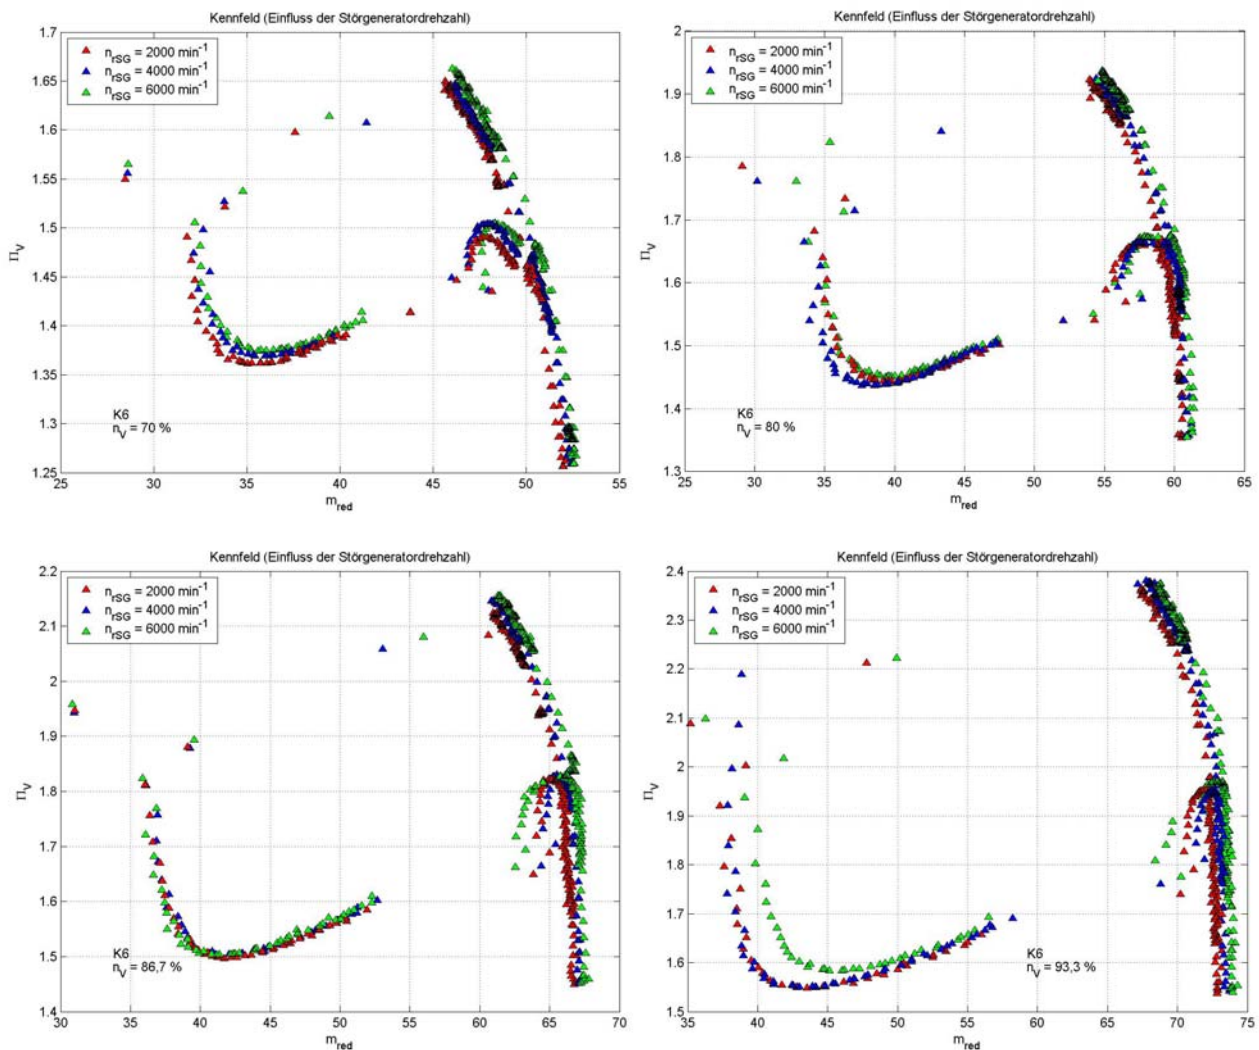 Kennfeld (Einfluss der Störgeneratordrehzahl)
1.7
1.65
1.6
1.55
1.5
1.45
1.4
1.35
1.3
1.25
Π_V
n_rSG = 2000 min⁻¹
n_rSG = 4000 min⁻¹
n_rSG = 6000 min⁻¹
K6
n_V = 70 %
25 30 35 40 45 50 55
m_red
Kennfeld (Einfluss der Störgeneratordrehzahl)
2
1.9
1.8
1.7
1.6
1.5
1.4
1.3
Π_V
n_rSG = 2000 min⁻¹
n_rSG = 4000 min⁻¹
n_rSG = 6000 min⁻¹
K6
n_V = 80 %
25 30 35 40 45 50 55 60 65
m_red
Kennfeld (Einfluss der Störgeneratordrehzahl)
2.2
2.1
2
1.9
1.8
1.7
1.6
1.5
1.4
Π_V
n_rSG = 2000 min⁻¹
n_rSG = 4000 min⁻¹
n_rSG = 6000 min⁻¹
K6
n_V = 86,7 %
30 35 40 45 50 55 60 65 70
m_red
Kennfeld (Einfluss der Störgeneratordrehzahl)
2.4
2.3
2.2
2.1
2
1.9
1.8
1.7
1.6
1.5
Π_V
n_rSG = 2000 min⁻¹
n_rSG = 4000 min⁻¹
n_rSG = 6000 min⁻¹
K6
n_V = 93,3 %
35 40 45 50 55 60 65 70 75
m_red